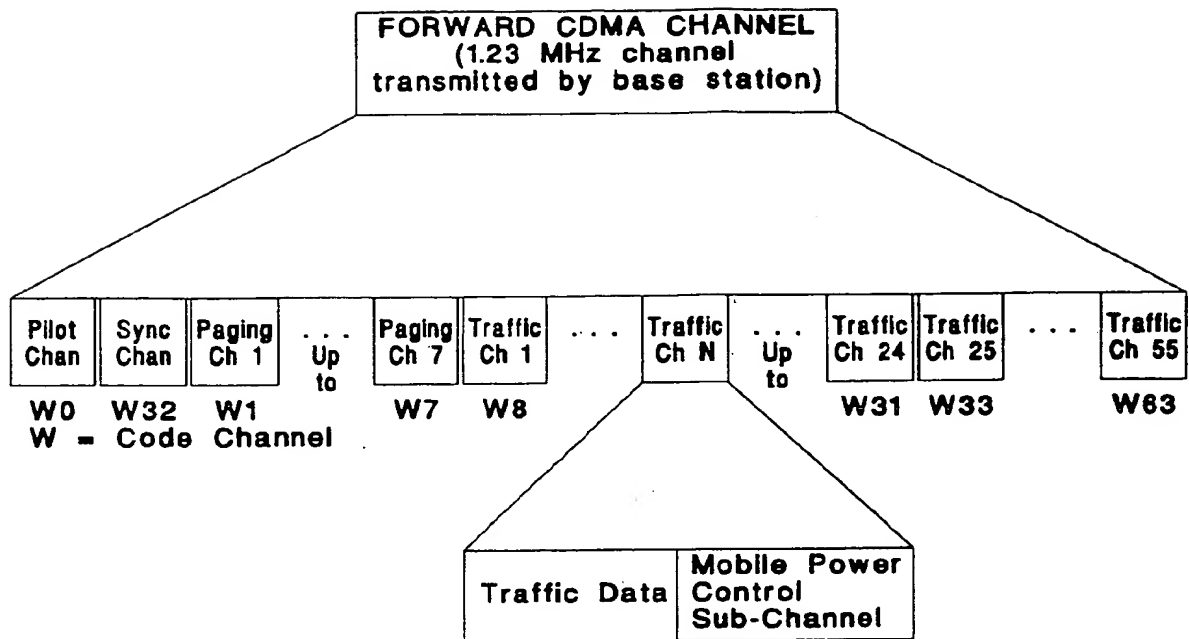 FORWARD CDMA CHANNEL
(1.23 MHz channel
transmitted by base station)
Pilot
Chan
Sync
Chan
Paging
Ch 1
. . .
Up
to
Paging
Ch 7
Traffic
Ch 1
. . .
Traffic
Ch N
. . .
Up
to
Traffic
Ch 24
Traffic
Ch 25
. . .
Traffic
Ch 55
W0 W32 W1 W7 W8 W31 W33 W63
W = Code Channel
Traffic Data
Mobile Power
Control
Sub-Channel